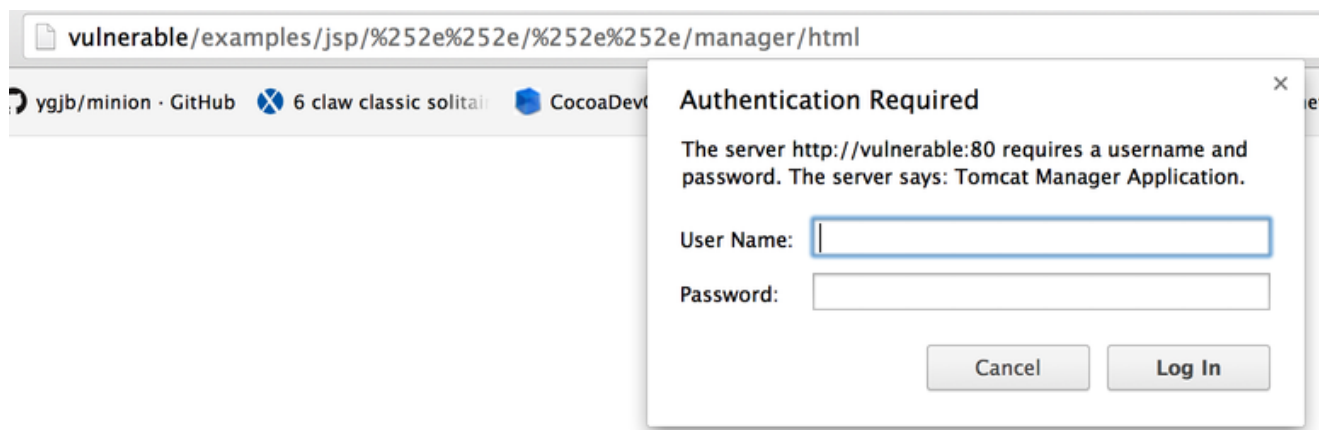 vulnerable/examples/jsp/%252e%252e/%252e%252e/manager/html
ygjb/minion · GitHub 6 claw classic solitai CocoaDev
Authentication Required
The server http://vulnerable:80 requires a username and
password. The server says: Tomcat Manager Application.
User Name:
Password:
Cancel Log In